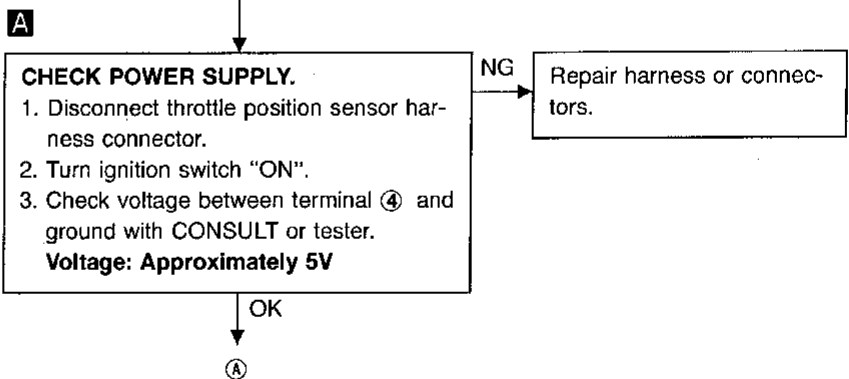 A
CHECK POWER SUPPLY.
1. Disconnect throttle position sensor har-
ness connector.
2. Turn ignition switch "ON".
3. Check voltage between terminal ④ and
ground with CONSULT or tester.
Voltage: Approximately 5V
NG
Repair harness or connec-
tors.
OK
Ⓐ